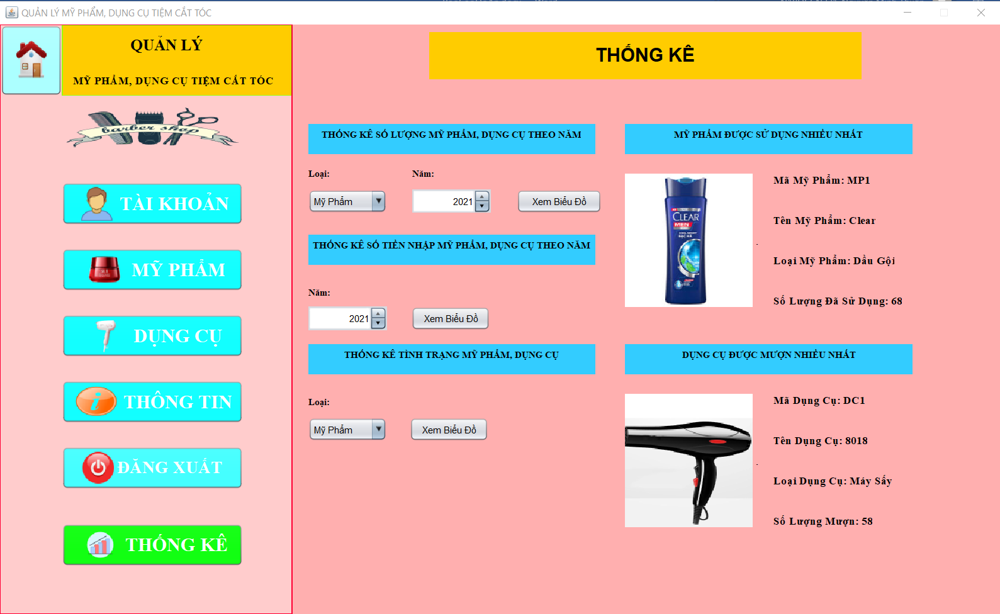 QUẢN LÝ MỸ PHẨM, DỤNG CỤ TIỆM CẮT TÓC
QUẢN LÝ
MỸ PHẨM, DỤNG CỤ TIỆM CẮT TÓC
barber shop
TÀI KHOẢN
MỸ PHẨM
DỤNG CỤ
THÔNG TIN
ĐĂNG XUẤT
THỐNG KÊ
THỐNG KÊ
THỐNG KÊ SỐ LƯỢNG MỸ PHẨM, DỤNG CỤ THEO NĂM
Loại: Năm:
Mỹ Phẩm 2021 Xem Biểu Đồ
THỐNG KÊ SỐ TIỀN NHẬP MỸ PHẨM, DỤNG CỤ THEO NĂM
Năm:
2021 Xem Biểu Đồ
THỐNG KÊ TÌNH TRẠNG MỸ PHẨM, DỤNG CỤ
Loại:
Mỹ Phẩm Xem Biểu Đồ
MỸ PHẨM ĐƯỢC SỬ DỤNG NHIỀU NHẤT
CLEAR
MEN
BẠC HÀ
Mã Mỹ Phẩm: MP1
Tên Mỹ Phẩm: Clear
Loại Mỹ Phẩm: Dầu Gội
Số Lượng Đã Sử Dụng: 68
DỤNG CỤ ĐƯỢC MƯỢN NHIỀU NHẤT
Mã Dụng Cụ: DC1
Tên Dụng Cụ: 8018
Loại Dụng Cụ: Máy Sấy
Số Lượng Mượn: 58